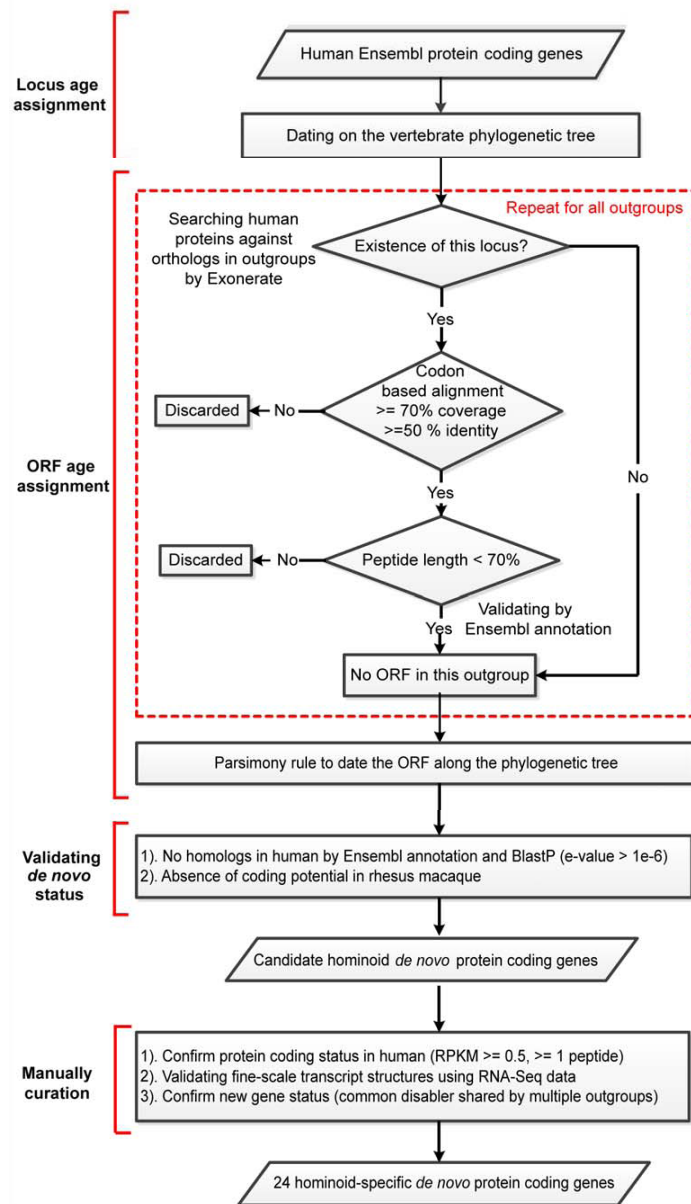 Locus age
assignment
Human Ensembl protein coding genes
Dating on the vertebrate phylogenetic tree
ORF age
assignment
Repeat for all outgroups
Searching human
proteins against
orthologs in outgroups
by Exonerate
Existence of this locus?
Yes
No
Codon
based alignment
>= 70% coverage
>=50 % identity
No
Discarded
Yes
Peptide length < 70%
No
Discarded
Yes
Validating by
Ensembl annotation
No ORF in this outgroup
Parsimony rule to date the ORF along the phylogenetic tree
Validating
de novo
status
1). No homologs in human by Ensembl annotation and BlastP (e-value > 1e-6)
2). Absence of coding potential in rhesus macaque
Candidate hominoid de novo protein coding genes
Manually
curation
1). Confirm protein coding status in human (RPKM >= 0.5, >= 1 peptide)
2). Validating fine-scale transcript structures using RNA-Seq data
3). Confirm new gene status (common disabler shared by multiple outgroups)
24 hominoid-specific de novo protein coding genes